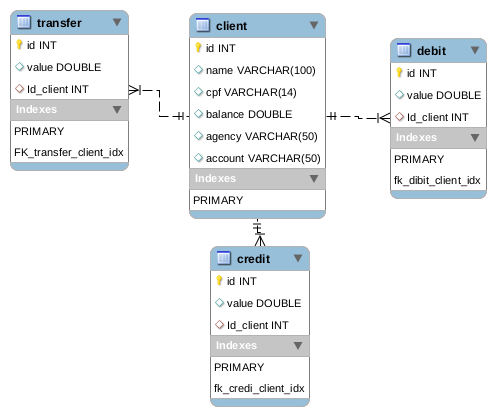 transfer
id INT
value DOUBLE
Id_client INT
Indexes
PRIMARY
FK_transfer_client_idx
client
id INT
name VARCHAR(100)
cpf VARCHAR(14)
balance DOUBLE
agency VARCHAR(50)
account VARCHAR(50)
Indexes
PRIMARY
debit
id INT
value DOUBLE
Id_client INT
Indexes
PRIMARY
fk_dibit_client_idx
credit
id INT
value DOUBLE
Id_client INT
Indexes
PRIMARY
fk_credi_client_idx